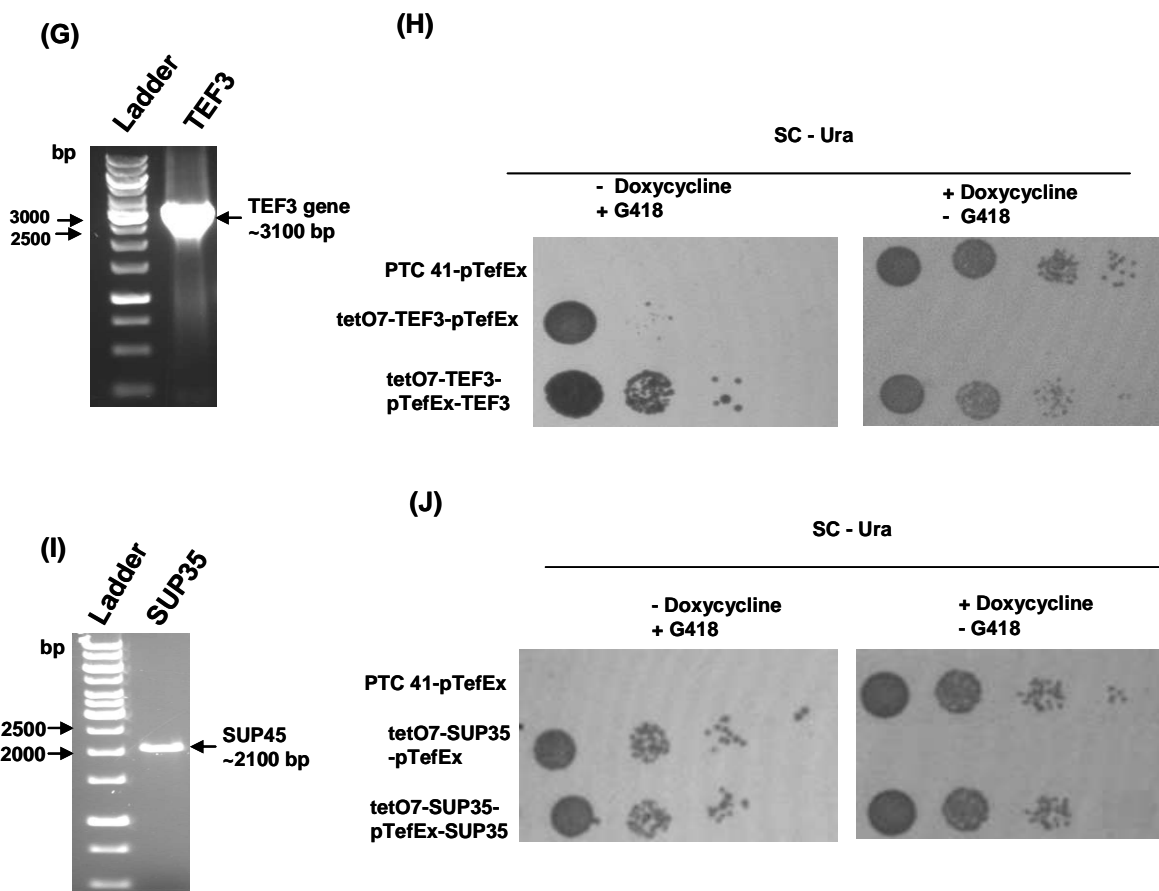 (G)
Ladder
TEF3
bp
3000
2500
TEF3 gene
~3100 bp
(H)
SC - Ura
- Doxycycline
+ G418
+ Doxycycline
- G418
PTC 41-pTefEx
tetO7-TEF3-pTefEx
tetO7-TEF3-
pTefEx-TEF3
(I)
Ladder
SUP35
bp
2500
2000
SUP45
~2100 bp
(J)
SC - Ura
- Doxycycline
+ G418
+ Doxycycline
- G418
PTC 41-pTefEx
tetO7-SUP35
-pTefEx
tetO7-SUP35-
pTefEx-SUP35